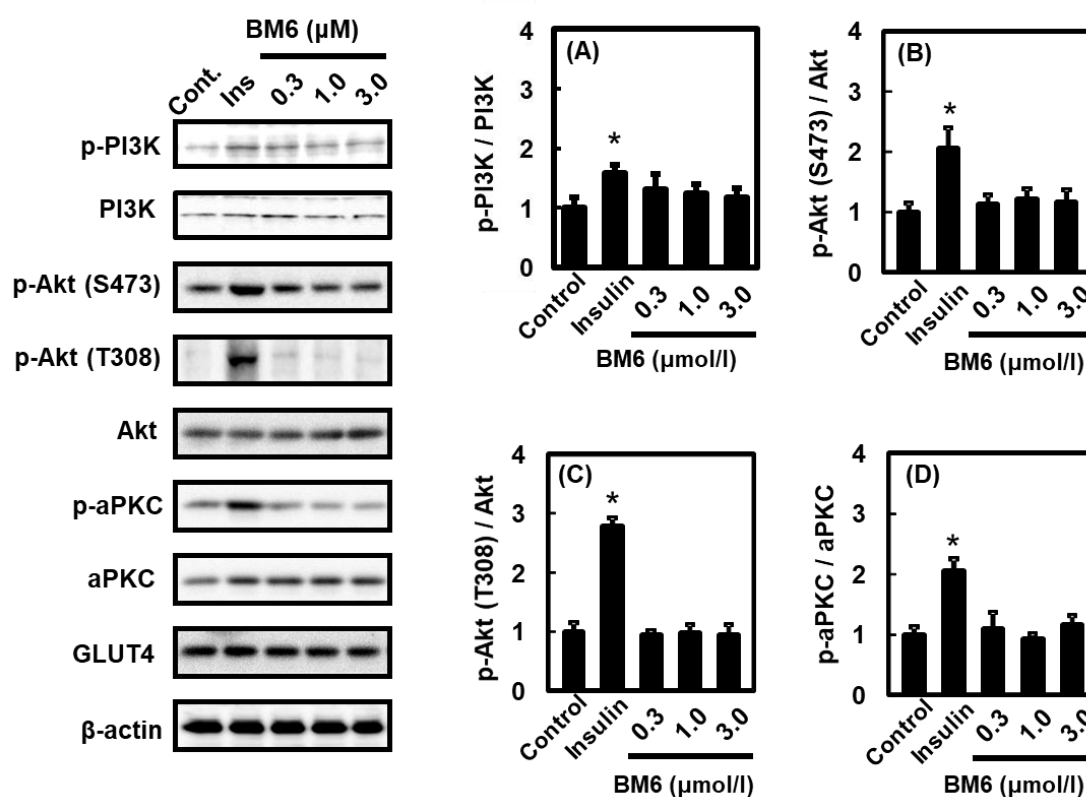 BM6 (µM)
Cont. Ins 0.3 1.0 3.0
p-PI3K
PI3K
p-Akt (S473)
p-Akt (T308)
Akt
p-aPKC
aPKC
GLUT4
β-actin
(A)
p-PI3K / PI3K
4
3
2
1
0
*
Control Insulin 0.3 1.0 3.0
BM6 (µmol/l)
(B)
p-Akt (S473) / Akt
4
3
2
1
0
*
Control Insulin 0.3 1.0 3.0
BM6 (µmol/l)
(C)
p-Akt (T308) / Akt
4
3
2
1
0
*
Control Insulin 0.3 1.0 3.0
BM6 (µmol/l)
(D)
p-aPKC / aPKC
4
3
2
1
0
*
Control Insulin 0.3 1.0 3.0
BM6 (µmol/l)